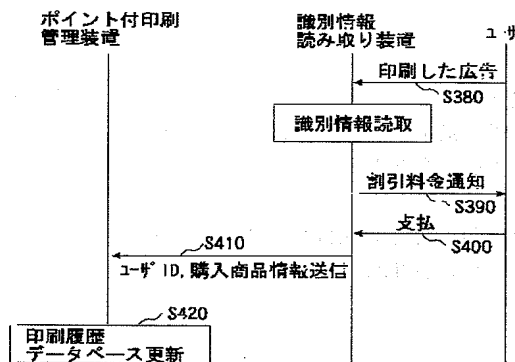 ポイント付印刷
管理装置
識別情報
読み取り装置
ユーザ
印刷した広告
S380
識別情報読取
割引料金通知
S390
支払
S400
S410
ユーザID,購入商品情報送信
S420
印刷履歴
データベース更新